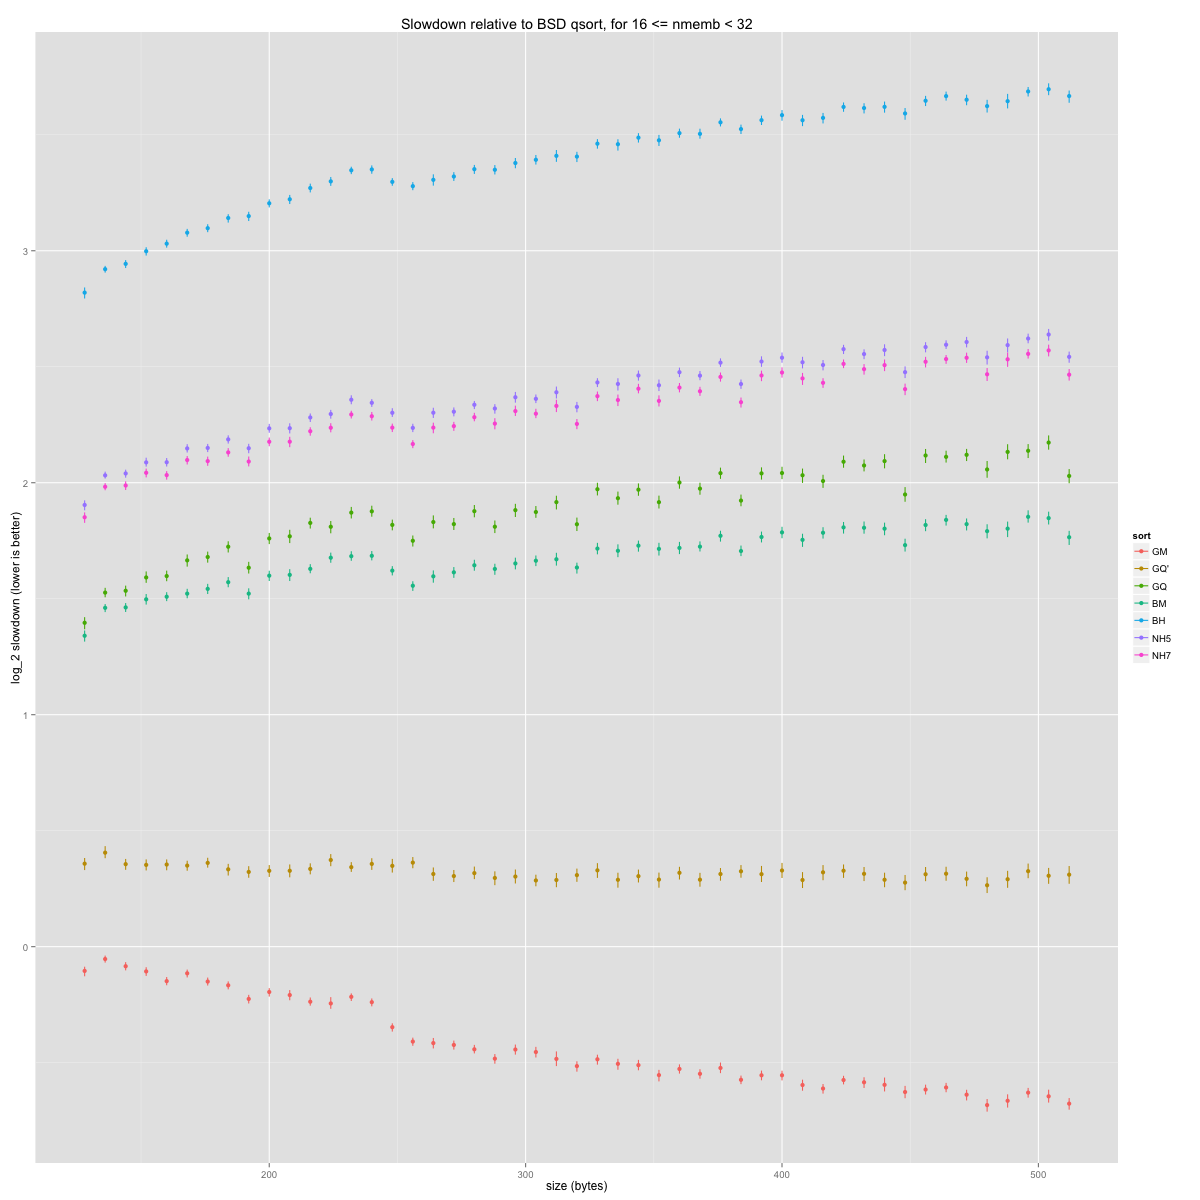 Slowdown relative to BSD qsort, for 16 <= nmemb < 32
log_2 slowdown (lower is better)
3
2
1
0
200
300
400
500
size (bytes)
sort
GM
GQ'
GQ
BM
BH
NH5
NH7